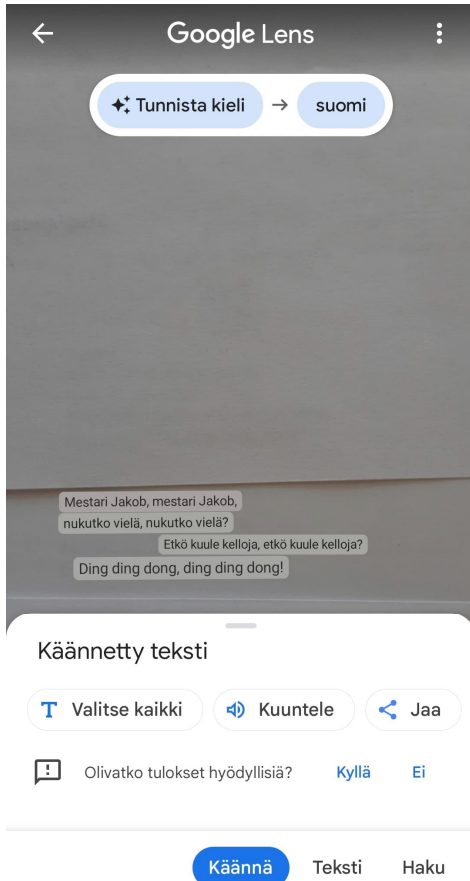 Google Lens
Tunnista kieli → suomi
Mestari Jakob, mestari Jakob,
nukutko vielä, nukutko vielä?
Etkö kuule kelloja, etkö kuule kelloja?
Ding ding dong, ding ding dong!
Käännetty teksti
Valitse kaikki Kuuntele Jaa
Olivatko tulokset hyödyllisiä? Kyllä Ei
Käännä Teksti Haku